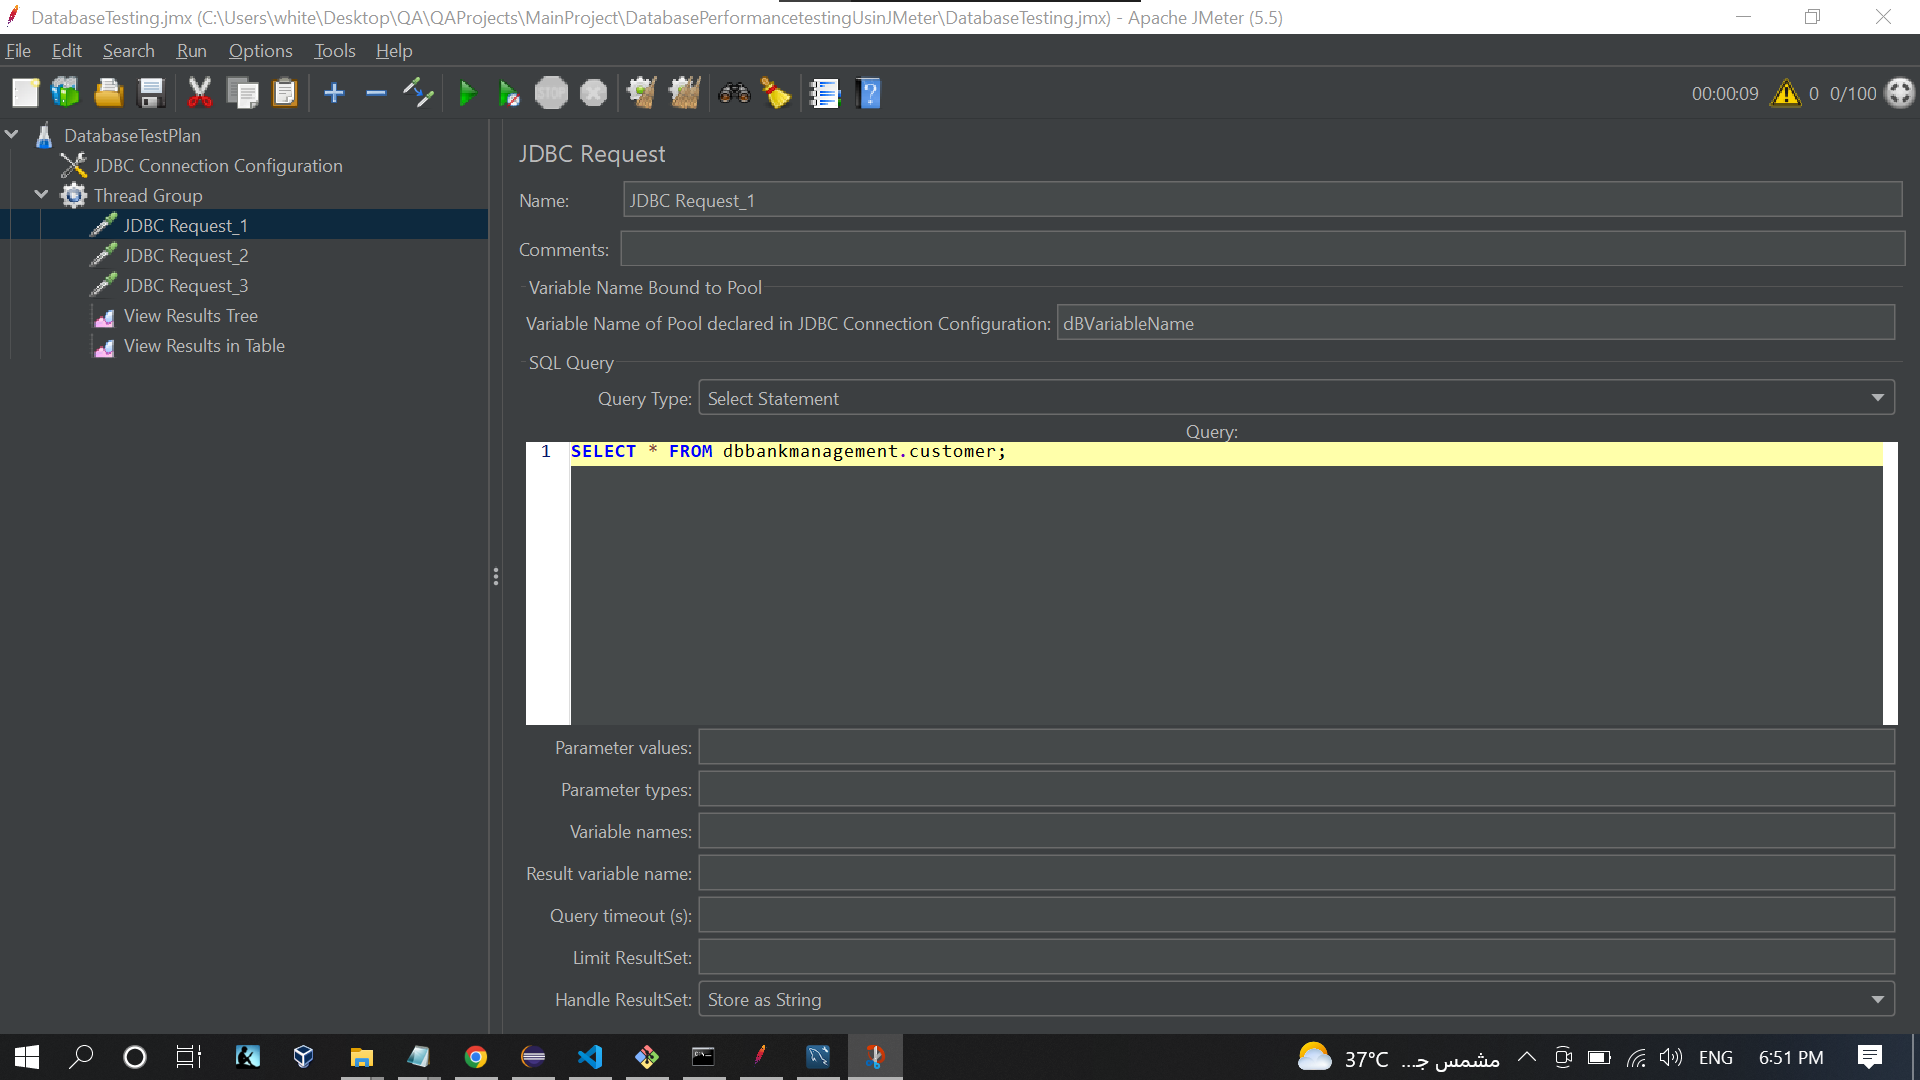 DatabaseTesting.jmx (C:\Users\white\Desktop\QA\QAProjects\MainProject\DatabasePerformancetestingUsinJMeter\DatabaseTesting.jmx) - Apache JMeter (5.5)
File Edit Search Run Options Tools Help
STOP
00:00:09 0 0/100
DatabaseTestPlan
JDBC Connection Configuration
Thread Group
JDBC Request_1
JDBC Request_2
JDBC Request_3
View Results Tree
View Results in Table
JDBC Request
Name: JDBC Request_1
Comments:
Variable Name Bound to Pool
Variable Name of Pool declared in JDBC Connection Configuration: dBVariableName
SQL Query
Query Type: Select Statement
Query:
1 SELECT * FROM dbbankmanagement.customer;
Parameter values:
Parameter types:
Variable names:
Result variable name:
Query timeout (s):
Limit ResultSet:
Handle ResultSet: Store as String
37°C مشمس جـ... ENG 6:51 PM